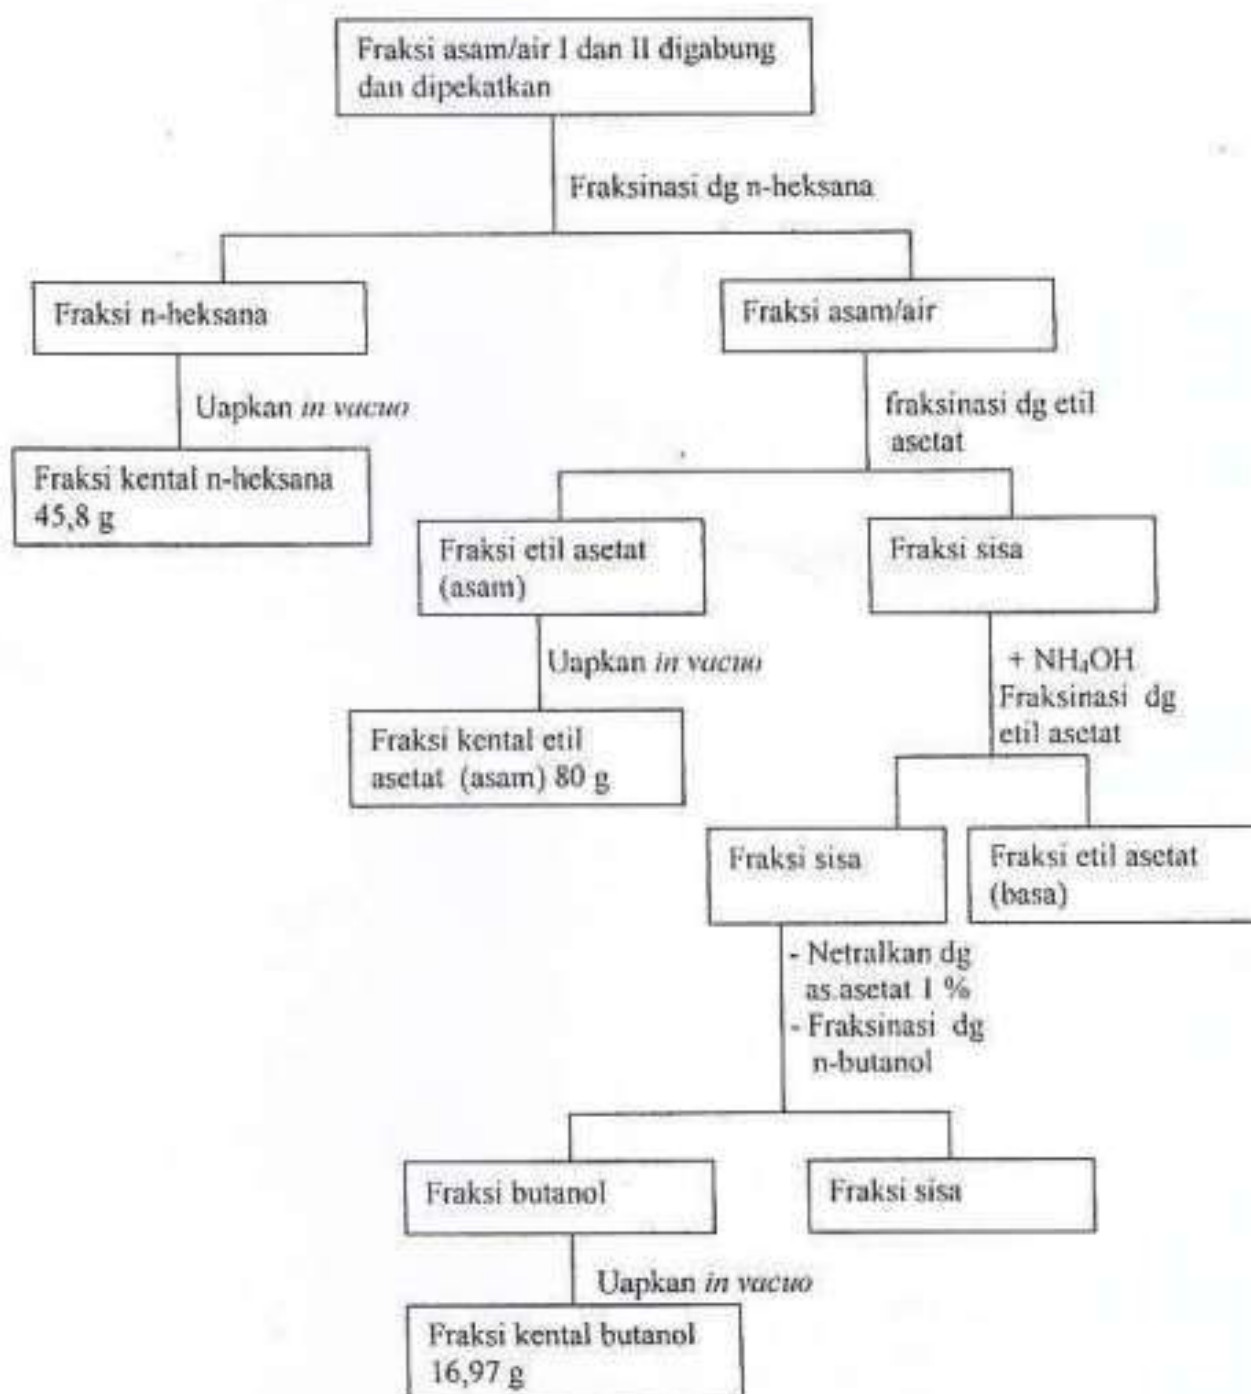 Fraksi asam/air I dan II digabung
dan dipekatkan
Fraksinasi dg n-heksana
Fraksi n-heksana
Fraksi asam/air
Uapkan in vacuo
fraksinasi dg etil
asetat
Fraksi kental n-heksana
45,8 g
Fraksi etil asetat
(asam)
Fraksi sisa
Uapkan in vacuo
+ NH₄OH
Fraksinasi dg
etil asetat
Fraksi kental etil
asetat (asam) 80 g
Fraksi sisa
Fraksi etil asetat
(basa)
- Netralkan dg
as.asetat 1 %
- Fraksinasi dg
n-butanol
Fraksi butanol
Fraksi sisa
Uapkan in vacuo
Fraksi kental butanol
16,97 g